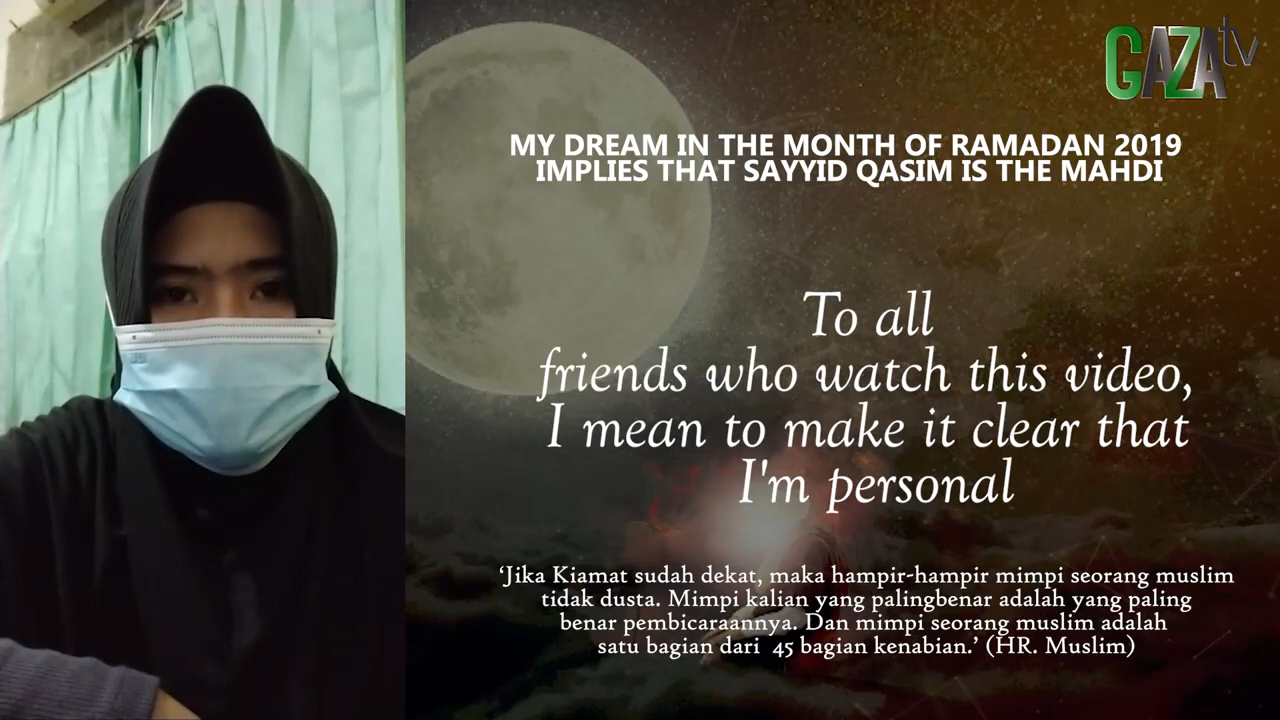 GAZAtv
MY DREAM IN THE MONTH OF RAMADAN 2019
IMPLIES THAT SAYYID QASIM IS THE MAHDI
To all
friends who watch this video,
I mean to make it clear that
I'm personal
‘Jika Kiamat sudah dekat, maka hampir-hampir mimpi seorang muslim
tidak dusta. Mimpi kalian yang palingbenar adalah yang paling
benar pembicaraannya. Dan mimpi seorang muslim adalah
satu bagian dari 45 bagian kenabian.’ (HR. Muslim)